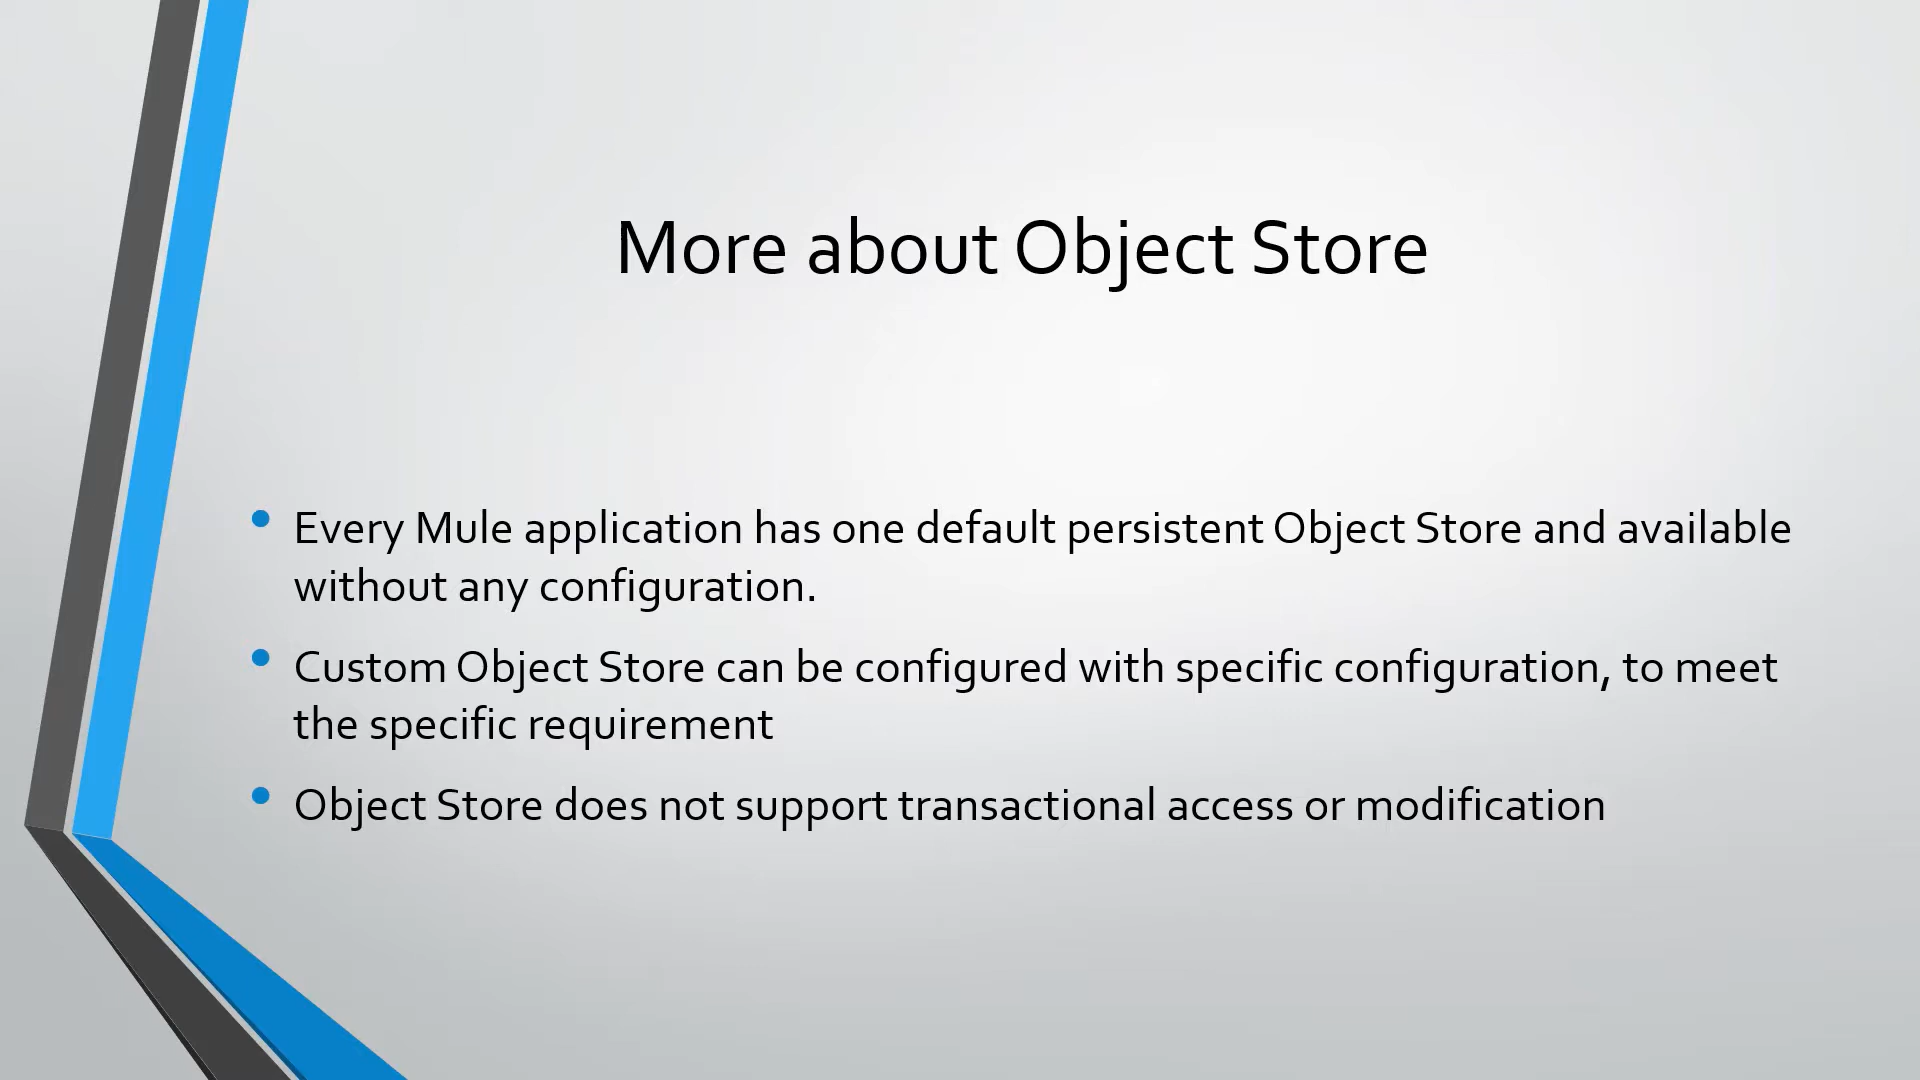 More about Object Store
• Every Mule application has one default persistent Object Store and available
without any configuration.
• Custom Object Store can be configured with specific configuration, to meet
the specific requirement
• Object Store does not support transactional access or modification